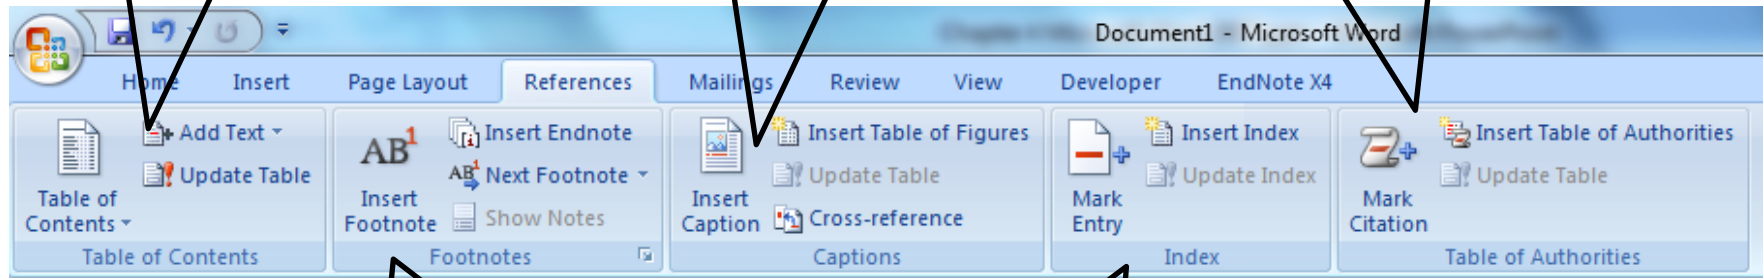 Document1 - Microsoft Word
Home Insert Page Layout References Mailings Review View Developer EndNote X4
Table of Contents
Add Text
Update Table
Table of Contents
AB1
Insert Footnote
Insert Endnote
AB1 Next Footnote
Show Notes
Footnotes
Insert Caption
Insert Table of Figures
Update Table
Cross-reference
Captions
Mark Entry
Insert Index
Update Index
Index
Mark Citation
Insert Table of Authorities
Update Table
Table of Authorities